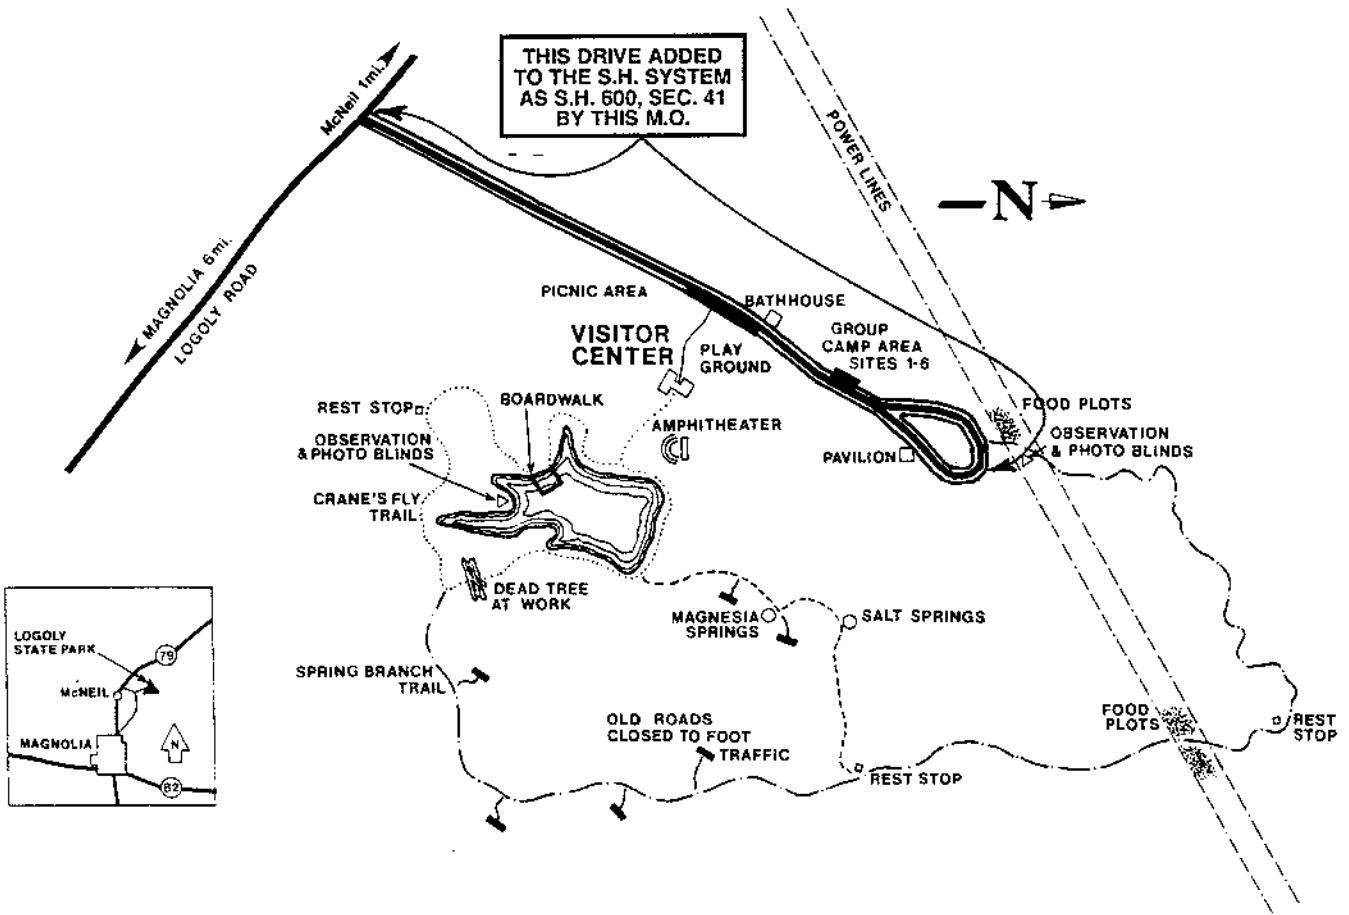 THIS DRIVE ADDED
TO THE S.H. SYSTEM
AS S.H. 600, SEC. 41
BY THIS M.O.
McNeil 1mi.
POWER LINES
N
MAGNOLIA 6mi.
LOGOLY ROAD
PICNIC AREA
BATHHOUSE
VISITOR
CENTER
PLAY
GROUND
GROUP
CAMP AREA
SITES 1-6
REST STOP
BOARDWALK
FOOD PLOTS
OBSERVATION
& PHOTO BLINDS
AMPHITHEATER
PAVILION
OBSERVATION
& PHOTO BLINDS
CRANE'S FLY
TRAIL
DEAD TREE
AT WORK
MAGNESIA
SPRINGS
SALT SPRINGS
SPRING BRANCH
TRAIL
OLD ROADS
CLOSED TO FOOT
TRAFFIC
FOOD
PLOTS
REST
STOP
REST STOP
LOGOLY
STATE PARK
79
McNEIL
MAGNOLIA
N
82